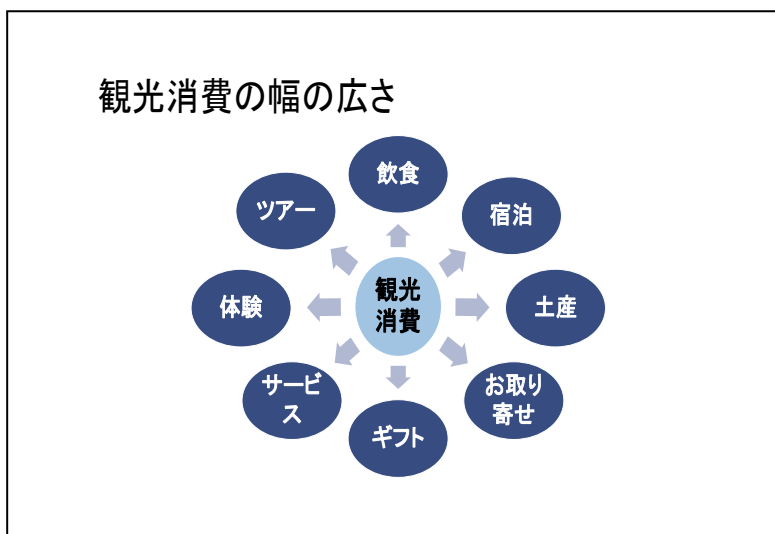 観光消費の幅の広さ
飲食
ツアー
宿泊
体験
観光
消費
土産
サービ
ス
お取り
寄せ
ギフト